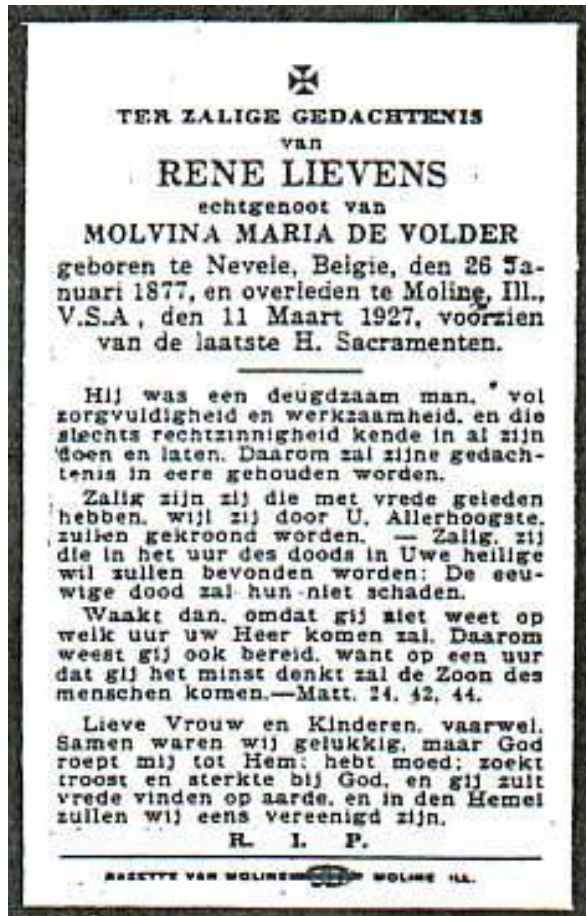 TER ZALIGE GEDACHTENIS
van
RENE LIEVENS
echtgenoot van
MOLVINA MARIA DE VOLDER
geboren te Nevele, Belgie, den 26 Ja-
nuari 1877, en overleden te Moline, Ill.,
V.S.A, den 11 Maart 1927, voorzien
van de laatste H. Sacramenten.
Hij was een deugdzaam man, vol
zorgvuldigheid en werkzaamheid, en die
slechts rechtzinnigheid kende in al zijn
doen en laten. Daarom zal zijne gedach-
tenis in eere gehouden worden.
Zalig zijn zij die met vrede geleden
hebben, wijl zij door U, Allerhoogste,
zullen gekroond worden. — Zalig, zij
die in het uur des doods in Uwe heilige
wil zullen bevonden worden: De eeu-
wige dood zal hun niet schaden.
Waakt dan, omdat gij niet weet op
welk uur uw Heer komen zal. Daarom
weest gij ook bereid, want op een uur
dat gij het minst denkt zal de Zoon des
menschen komen.—Matt. 24, 42, 44.
Lieve Vrouw en Kinderen, vaarwel.
Samen waren wij gelukkig, maar God
roept mij tot Hem; hebt moed; zoekt
troost en sterkte bij God, en gij zult
vrede vinden op aarde, en in den Hemel
zullen wij eens vereenigd zijn.
R. I. P.
GAZETTE VAN MOLINE MOLINE ILL.